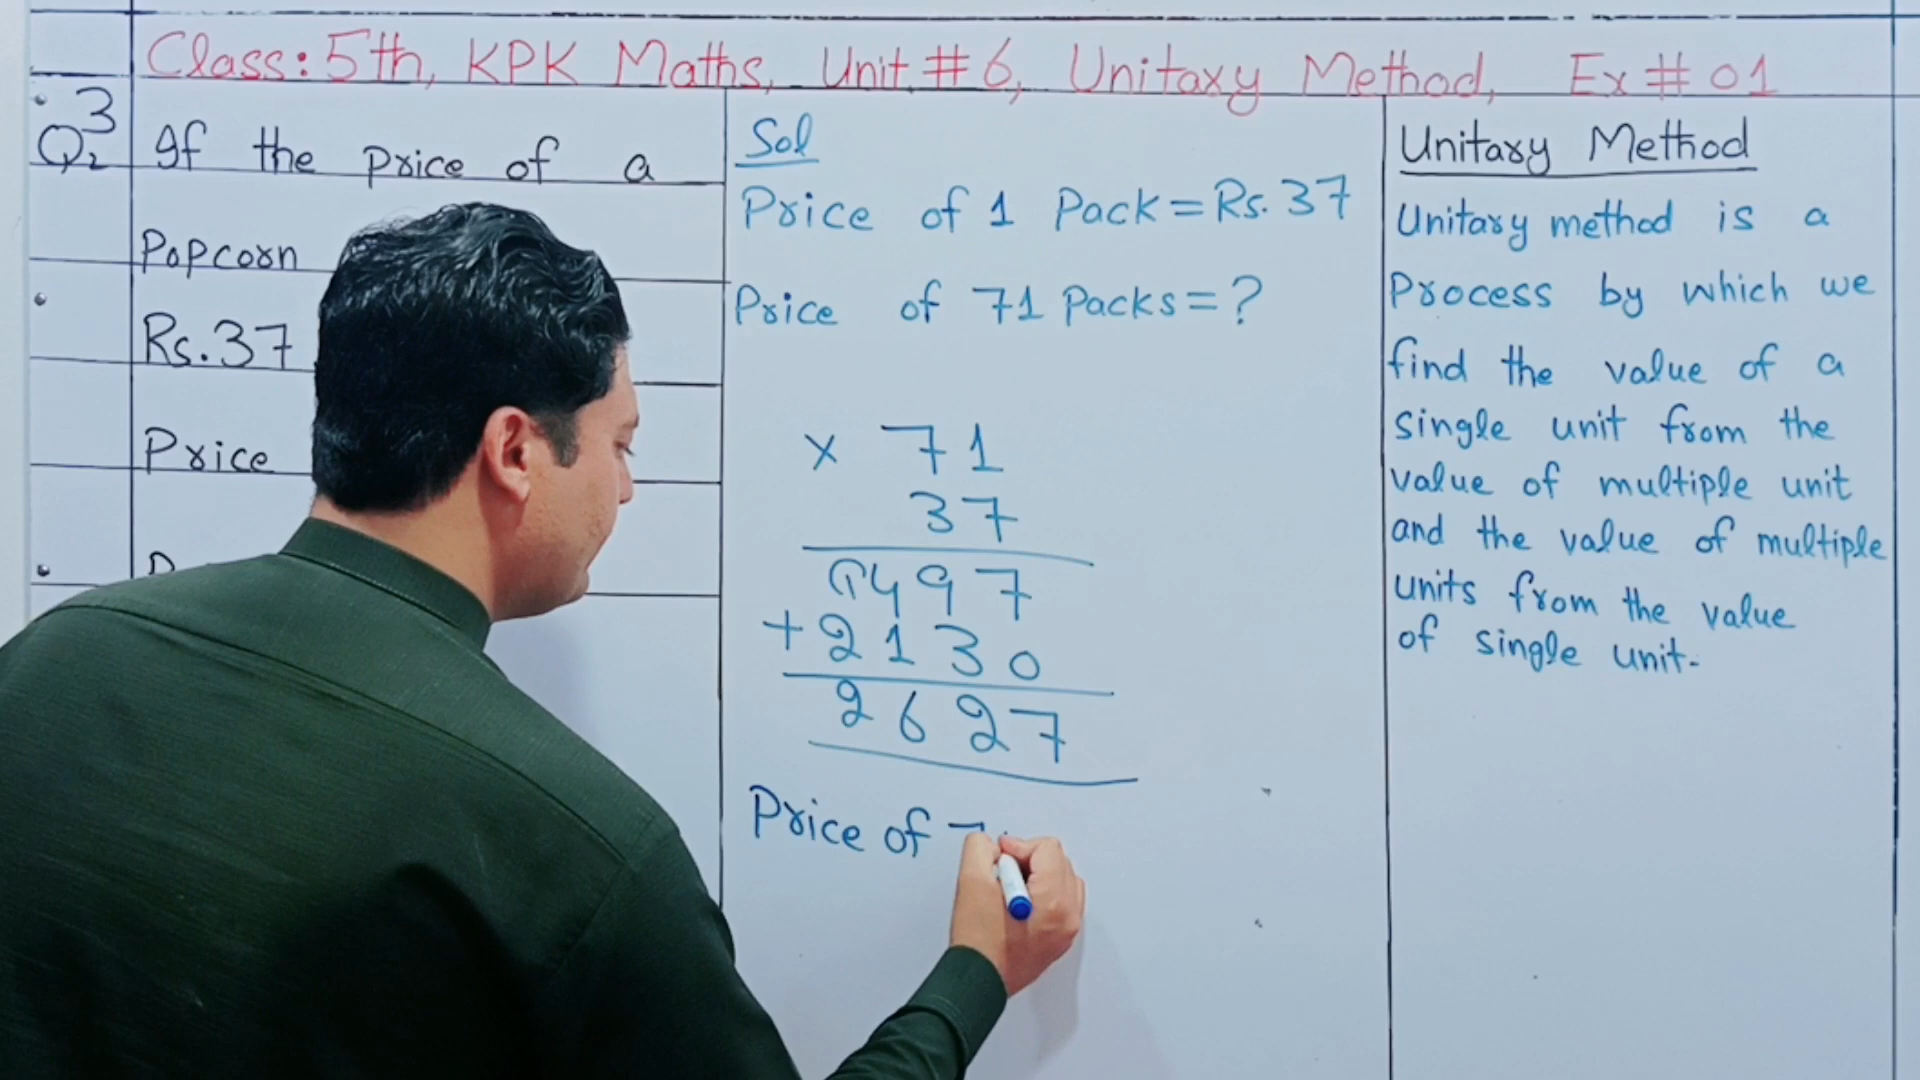 Class: 5th, KPK Maths, Unit # 6, Unitary Method, Ex # 01
Q3
If the Price of a
Popcorn
Rs. 37
Price
Sol
Price of 1 Pack = Rs. 37
Price of 71 Packs = ?
× 71
37
1497
+ 2130
2627
Price of 7
Unitary Method
Unitary method is a
Process by which we
find the value of a
single unit from the
value of multiple unit
and the value of multiple
units from the value
of single unit.